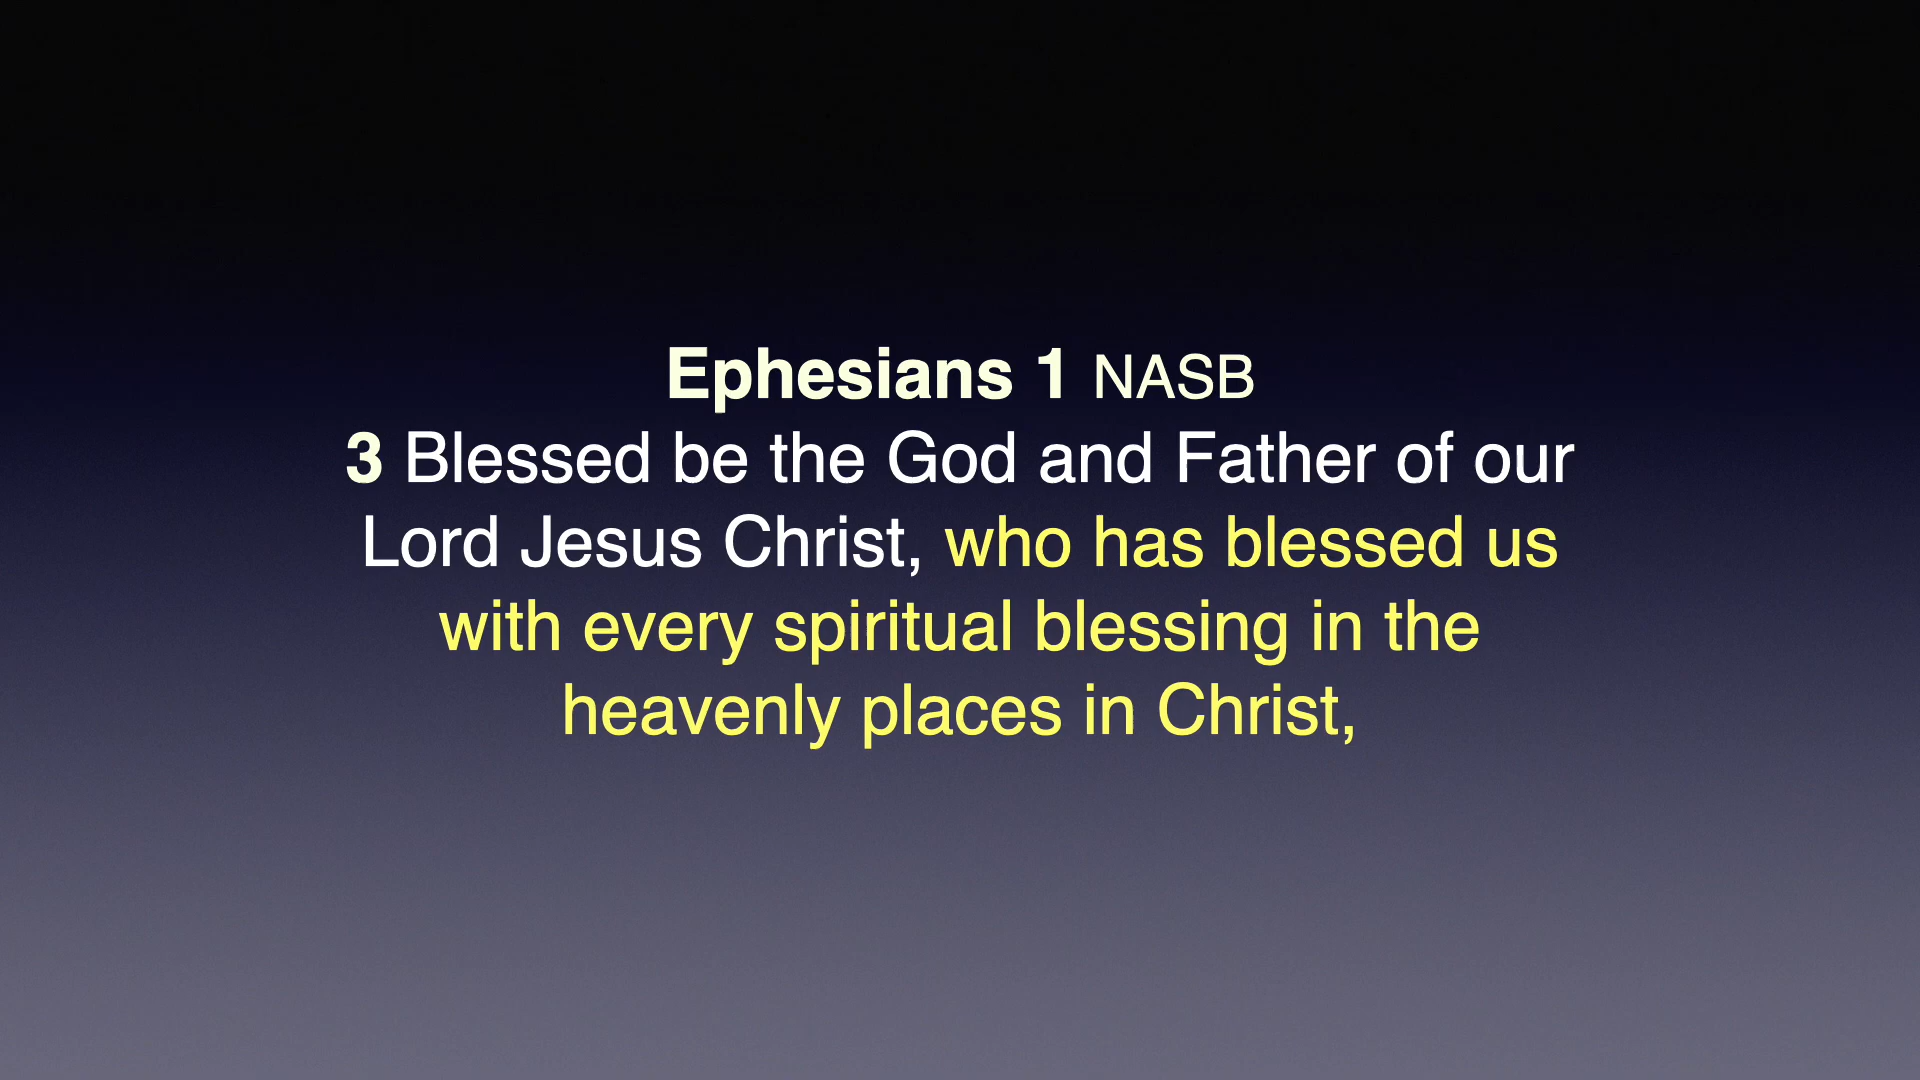 Ephesians 1 NASB
3 Blessed be the God and Father of our
Lord Jesus Christ, who has blessed us
with every spiritual blessing in the
heavenly places in Christ,